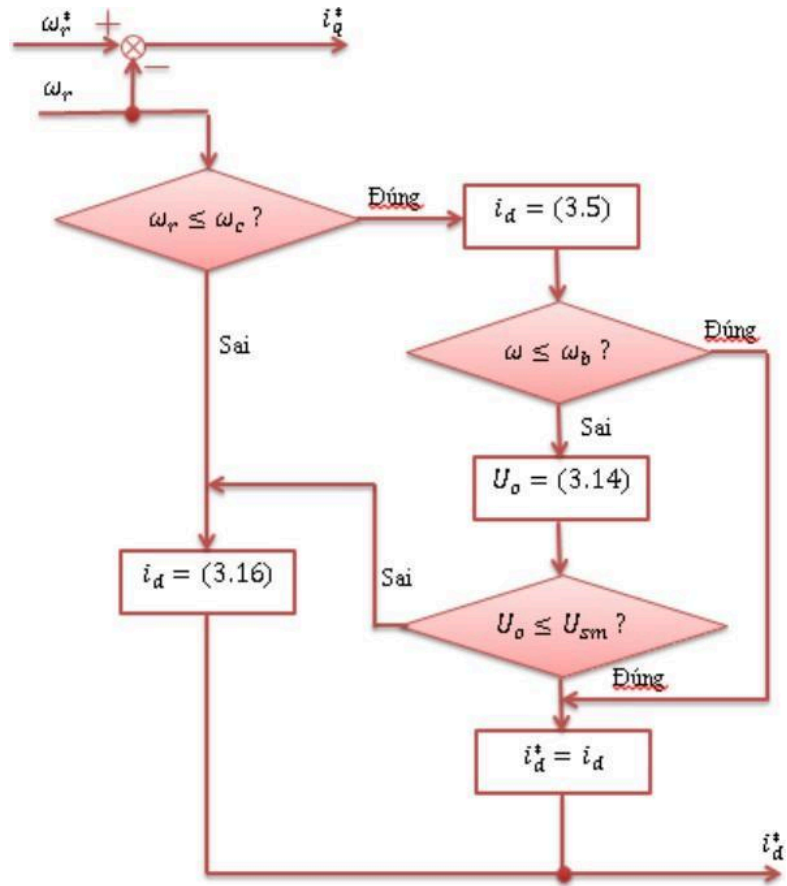 ω_r^‡ + i_q^‡
−
ω_r
ω_r ≤ ω_c ?
Đúng
i_d = (3.5)
Sai
ω ≤ ω_b ?
Đúng
Sai
U_o = (3.14)
i_d = (3.16)
Sai
U_o ≤ U_sm ?
Đúng
i_d^‡ = i_d
i_d^‡